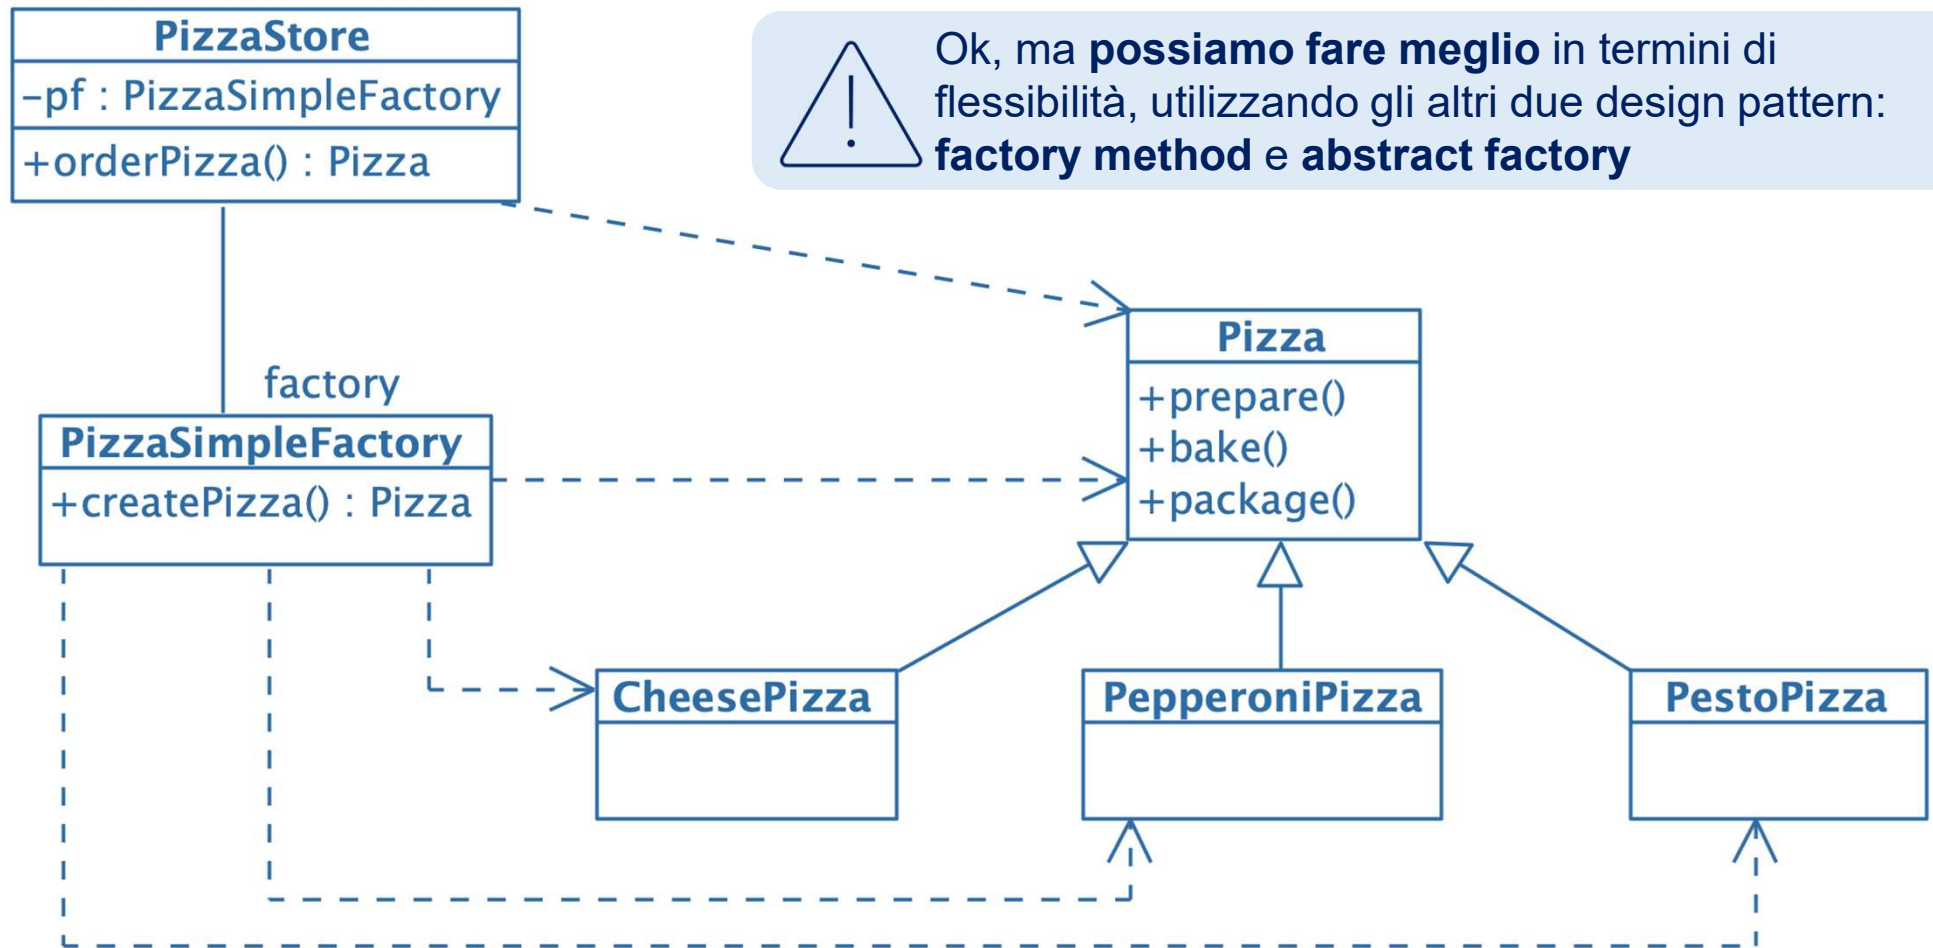 PizzaStore
-pf : PizzaSimpleFactory
+orderPizza() : Pizza
Ok, ma possiamo fare meglio in termini di
flessibilità, utilizzando gli altri due design pattern:
factory method e abstract factory
factory
PizzaSimpleFactory
+createPizza() : Pizza
Pizza
+prepare()
+bake()
+package()
CheesePizza
PepperoniPizza
PestoPizza